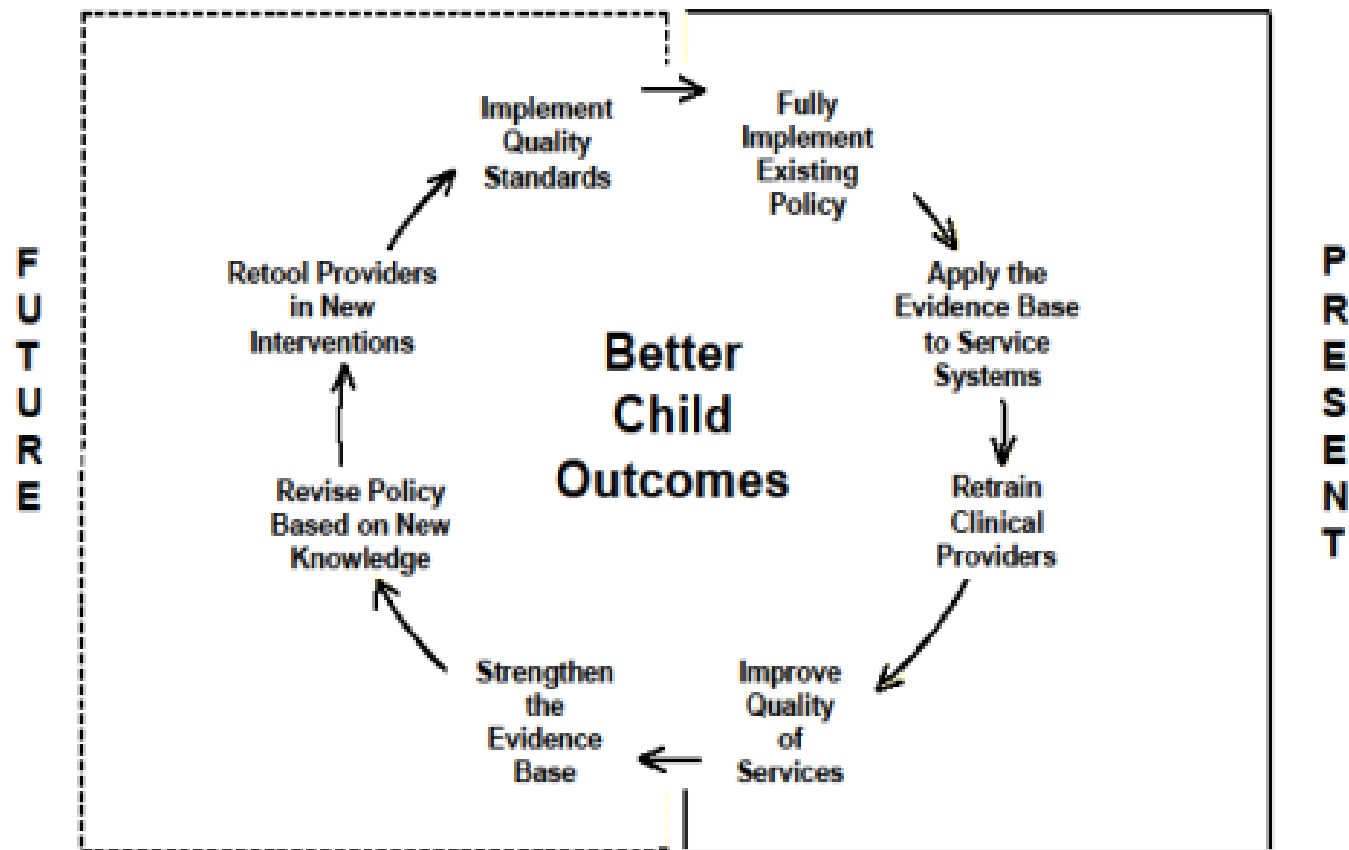 Implement
Quality
Standards
Fully
Implement
Existing
Policy
Apply the
Evidence Base
to Service
Systems
Retrain
Clinical
Providers
Improve
Quality
of
Services
Strengthen
the
Evidence
Base
Revise Policy
Based on New
Knowledge
Retool Providers
in New
Interventions
Better
Child
Outcomes
FUTURE
PRESENT